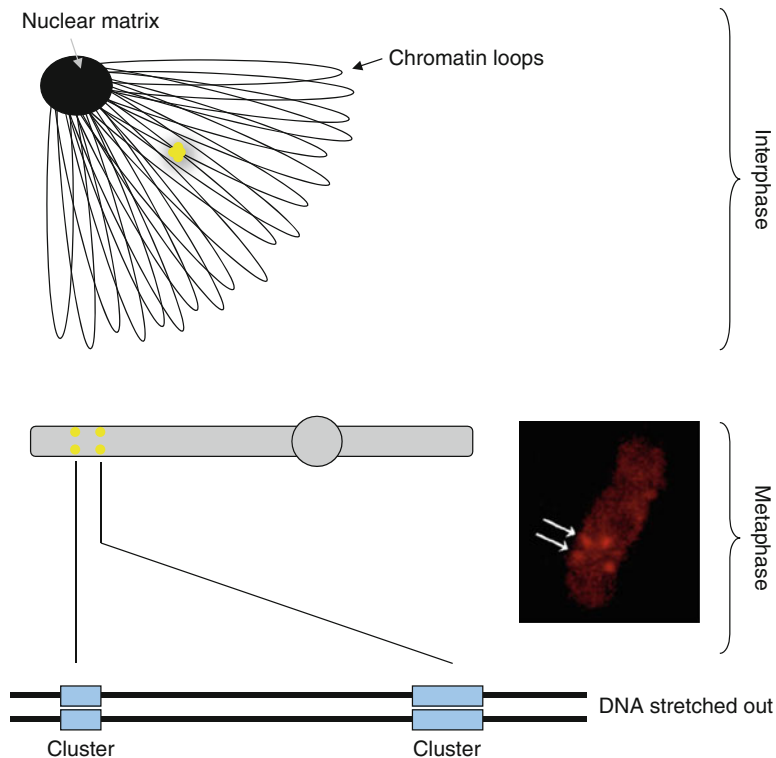 Nuclear matrix
Chromatin loops
Interphase
Metaphase
DNA stretched out
Cluster
Cluster